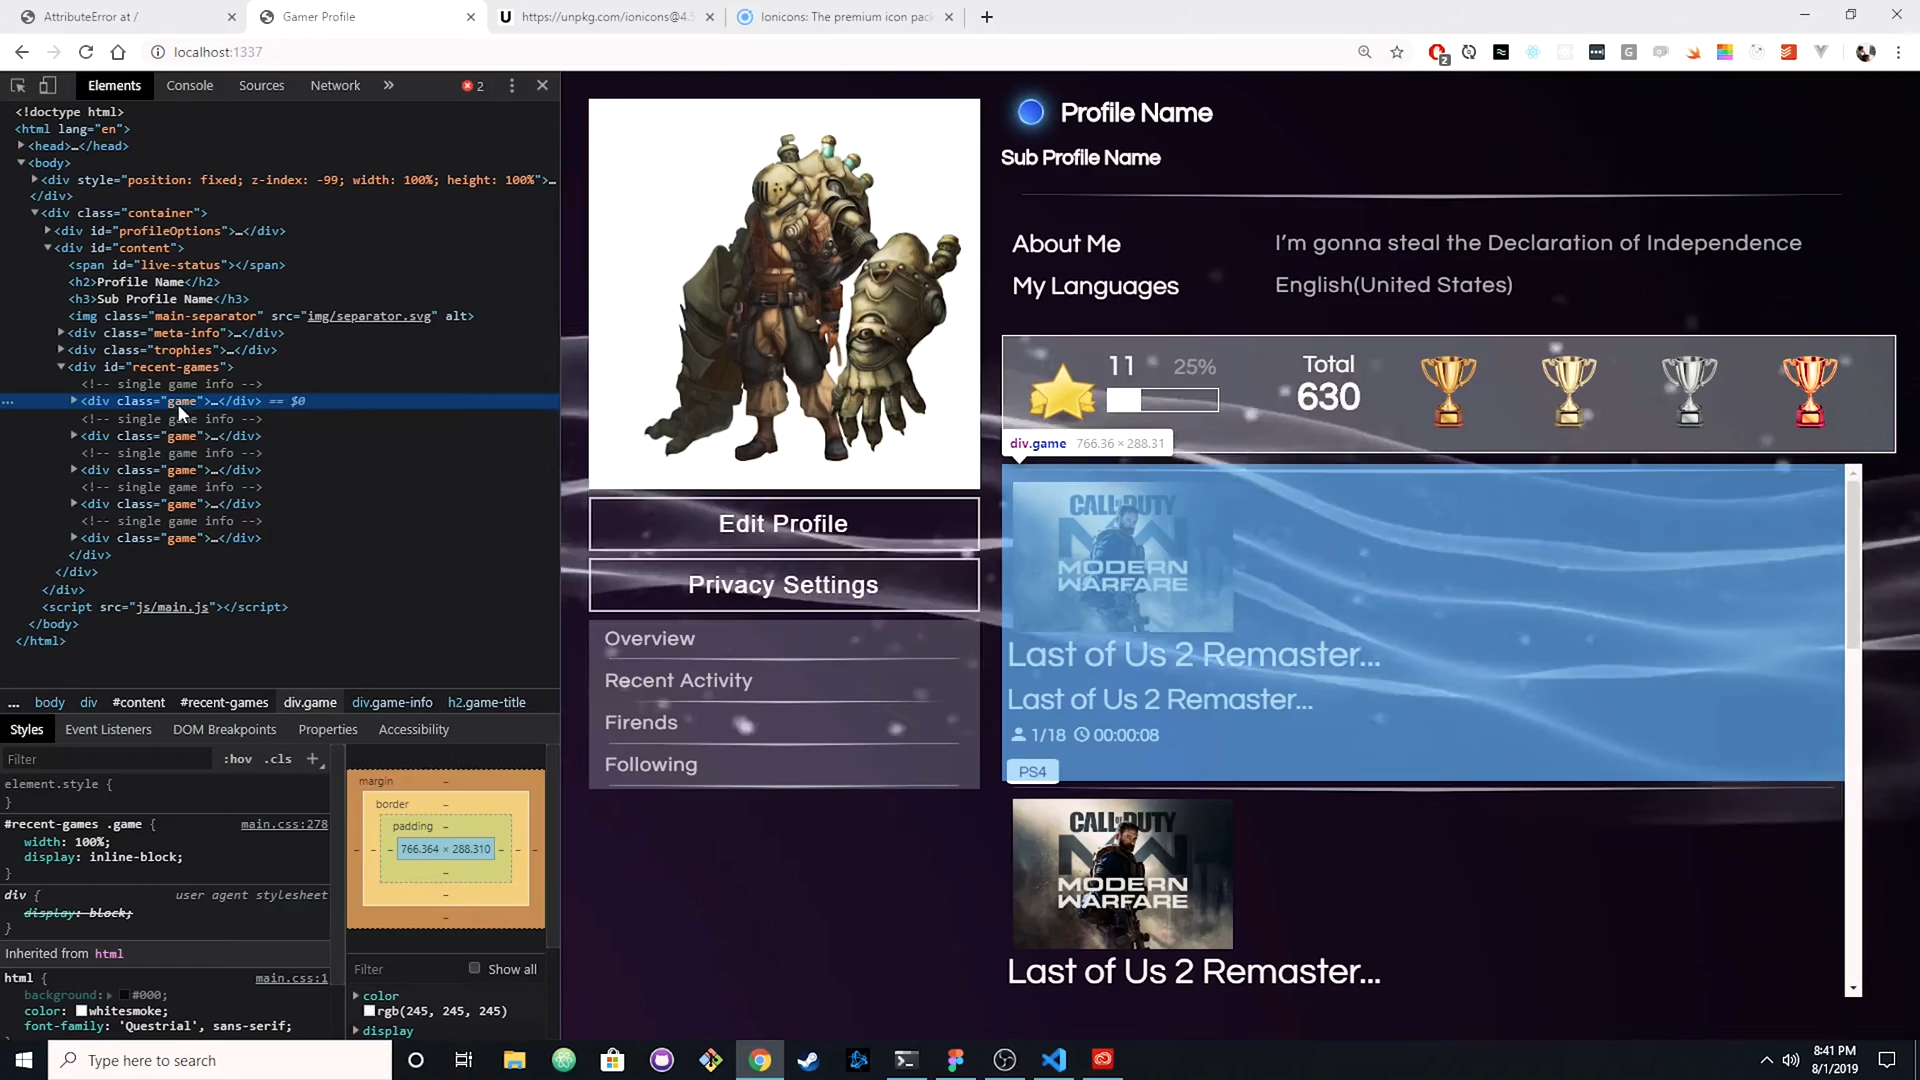 AttributeError at /
Gamer Profile
https://unpkg.com/ionicons@4.5
Ionicons: The premium icon pack
localhost:1337
2
Elements
Console
Sources
Network
2
<!doctype html>
<html lang="en">
<head>…</head>
<body>
<div style="position: fixed; z-index: -99; width: 100%; height: 100%">…
</div>
<div class="container">
<div id="profileOptions">…</div>
<div id="content">
<span id="live-status"></span>
<h2>Profile Name</h2>
<h3>Sub Profile Name</h3>
<img class="main-separator" src="img/separator.svg" alt>
<div class="meta-info">…</div>
<div class="trophies">…</div>
<div id="recent-games">
<!-- single game info -->
<div class="game">…</div> == $0
<!-- single game info -->
<div class="game">…</div>
<!-- single game info -->
<div class="game">…</div>
<!-- single game info -->
<div class="game">…</div>
<!-- single game info -->
<div class="game">…</div>
</div>
</div>
</div>
<script src="js/main.js"></script>
</body>
</html>
... body div #content #recent-games div.game div.game-info h2.game-title
Styles Event Listeners DOM Breakpoints Properties Accessibility
Filter :hov .cls +
element.style {
}
#recent-games .game { main.css:278
width: 100%;
display: inline-block;
}
div { user agent stylesheet
display: block;
}
Inherited from html
html { main.css:1
background: #000;
color: whitesmoke;
font-family: 'Questrial', sans-serif;
margin –
border –
padding –
766.364 × 288.310
Filter Show all
color
rgb(245, 245, 245)
display
Profile Name
Sub Profile Name
About Me I'm gonna steal the Declaration of Independence
My Languages English(United States)
11 25%
Total
630
div.game 766.36 × 288.31
Edit Profile
Privacy Settings
Overview
Recent Activity
Firends
Following
CALL OF DUTY
MW
MODERN
WARFARE
Last of Us 2 Remaster...
Last of Us 2 Remaster...
1/18 00:00:08
PS4
CALL OF DUTY
MW
MODERN
WARFARE
Last of Us 2 Remaster...
Type here to search
8:41 PM
8/1/2019